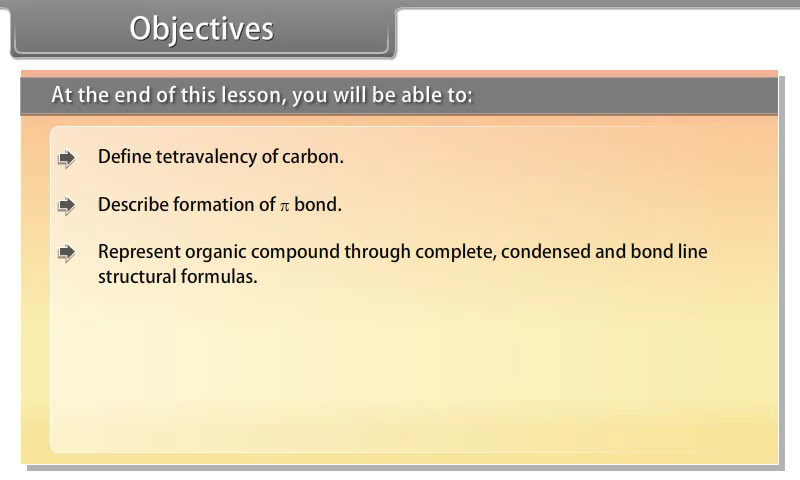 Objectives
At the end of this lesson, you will be able to:
Define tetravalency of carbon.
Describe formation of π bond.
Represent organic compound through complete, condensed and bond line
structural formulas.